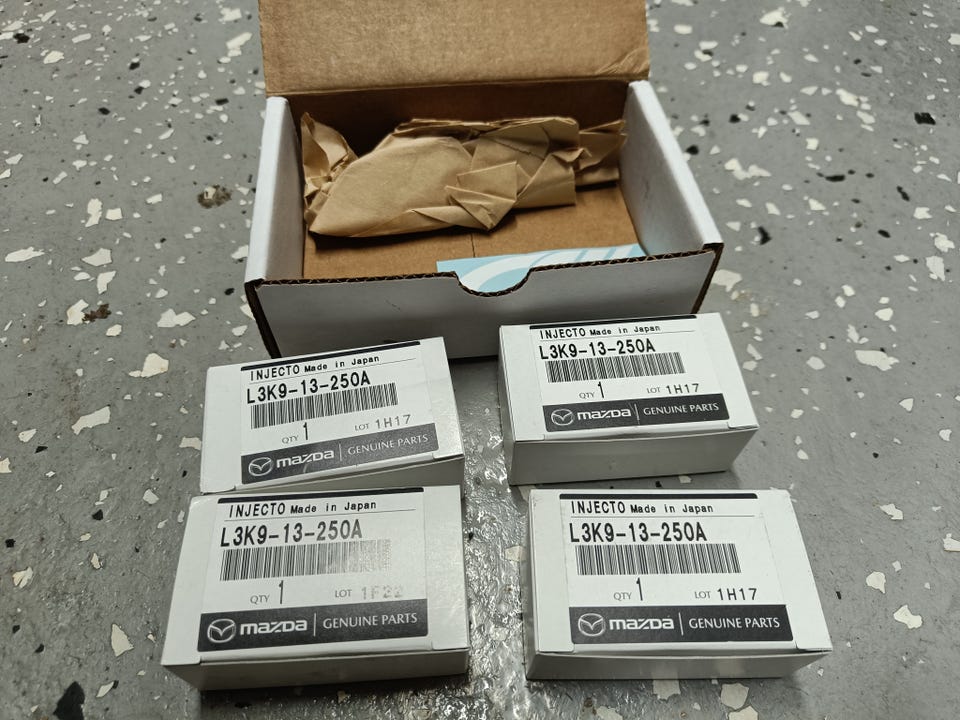 INJECTO Made in Japan
L3K9-13-250A
QTY 1 LOT 1H17
mazda GENUINE PARTS
INJECTO Made in Japan
L3K9-13-250A
QTY 1 LOT 1H17
mazda GENUINE PARTS
INJECTO Made in Japan
L3K9-13-250A
QTY 1 LOT
mazda GENUINE PARTS
INJECTO Made in Japan
L3K9-13-250A
QTY 1 LOT 1H17
mazda GENUINE PARTS